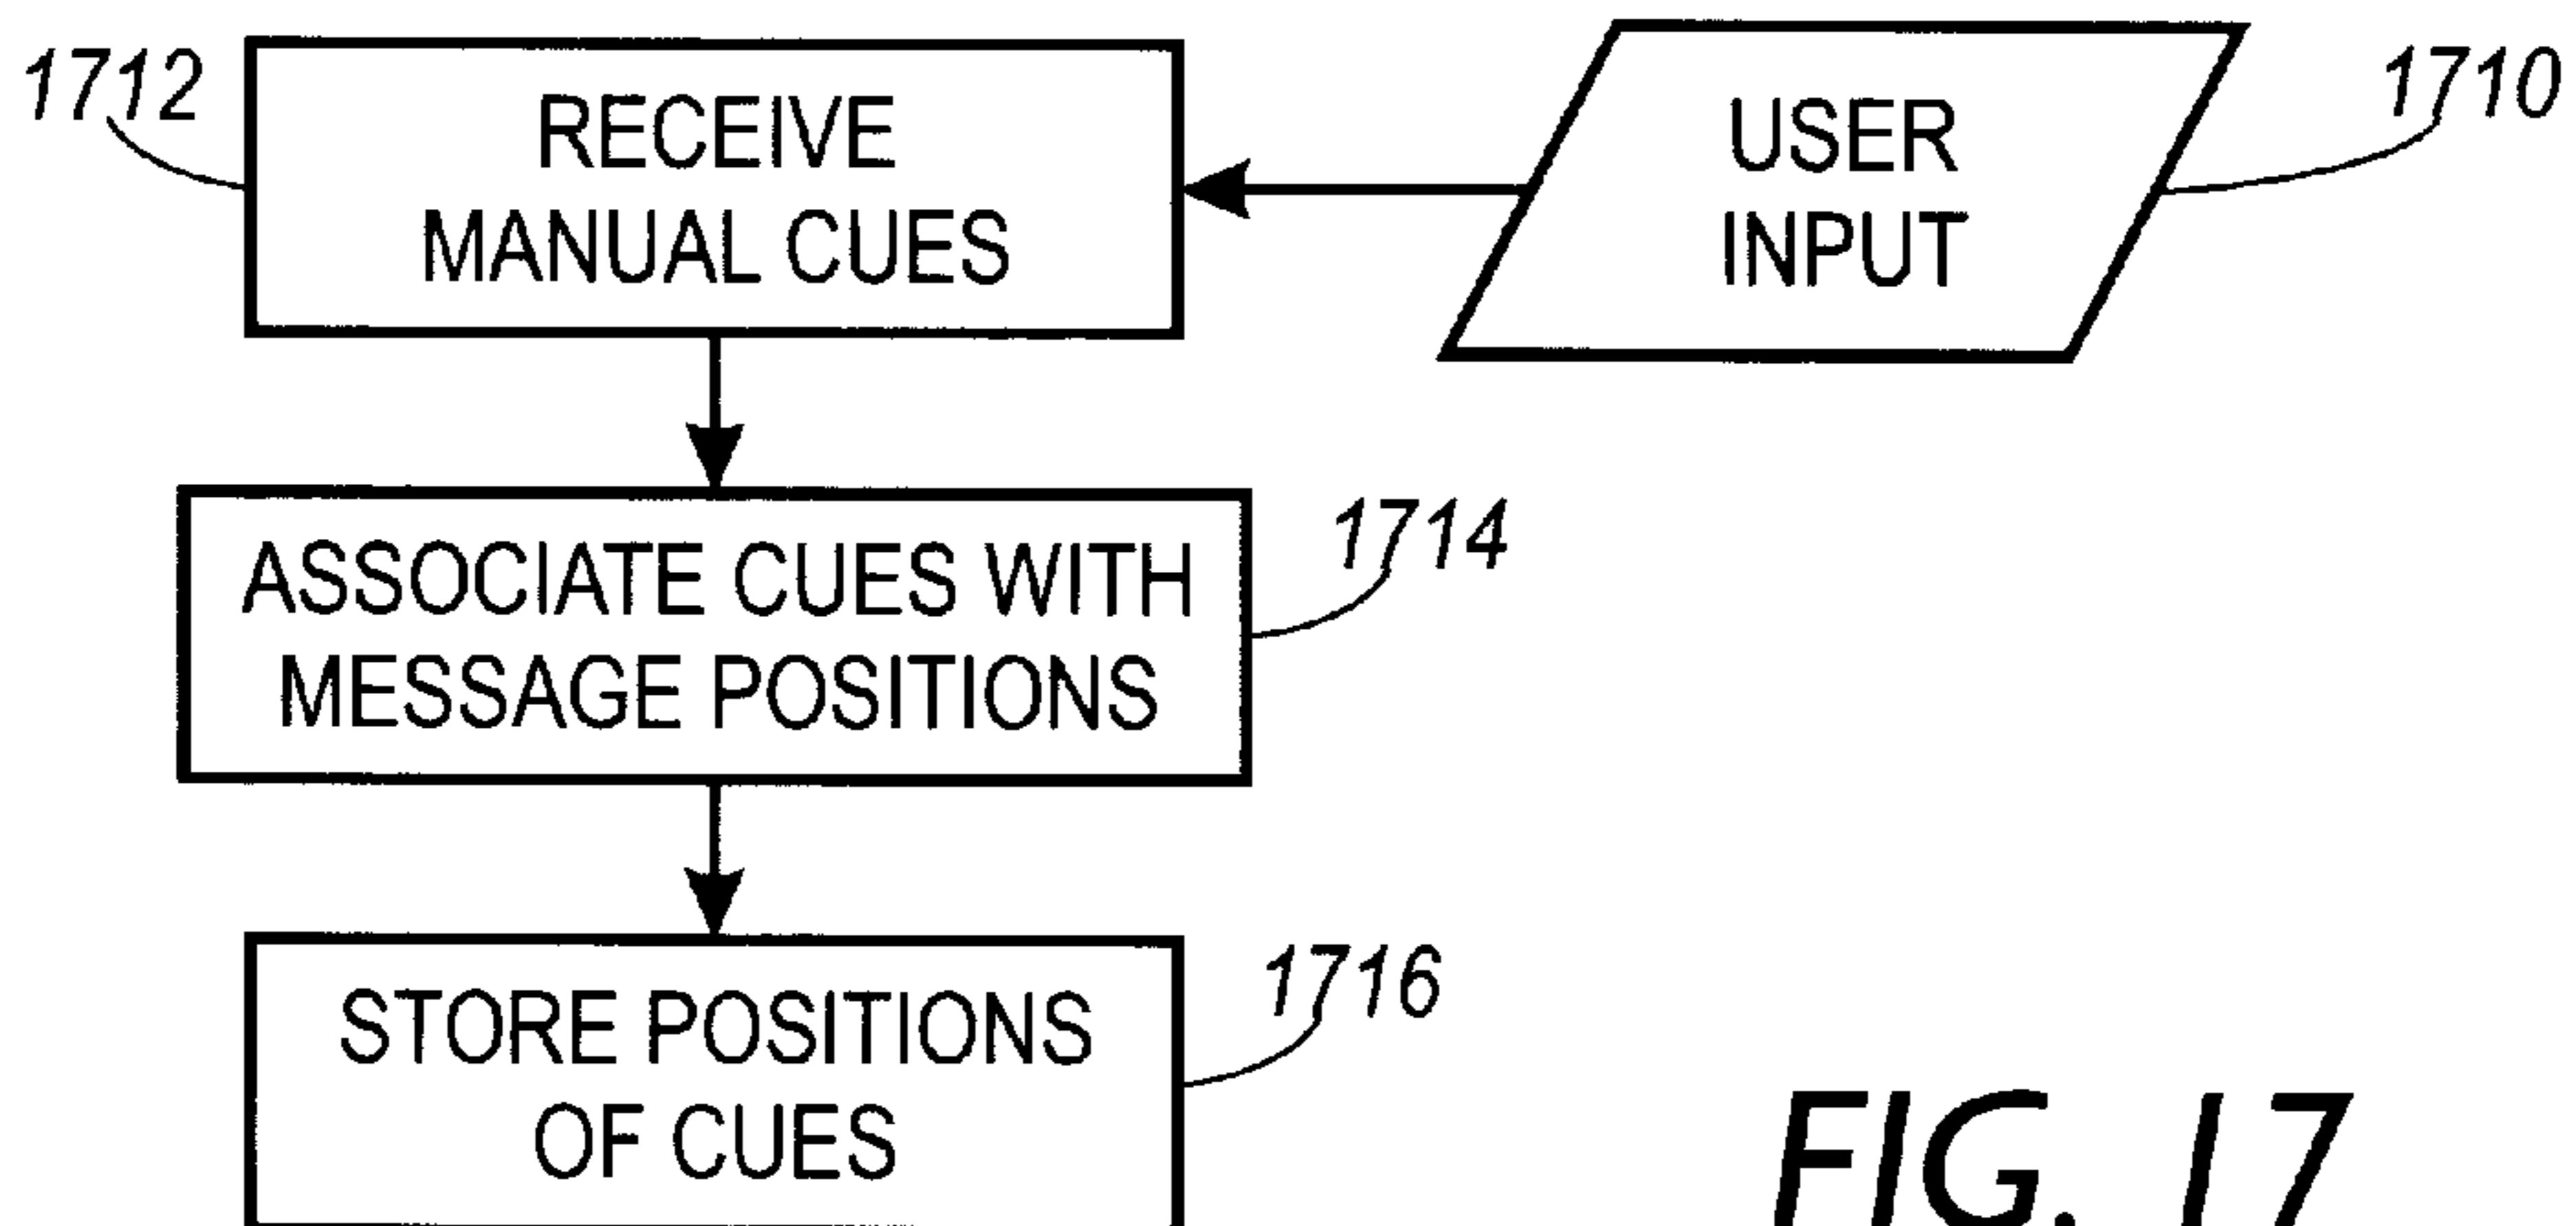 1712
RECEIVE
MANUAL CUES
USER
INPUT
1710
ASSOCIATE CUES WITH
MESSAGE POSITIONS
1714
STORE POSITIONS
OF CUES
1716
FIG. 17